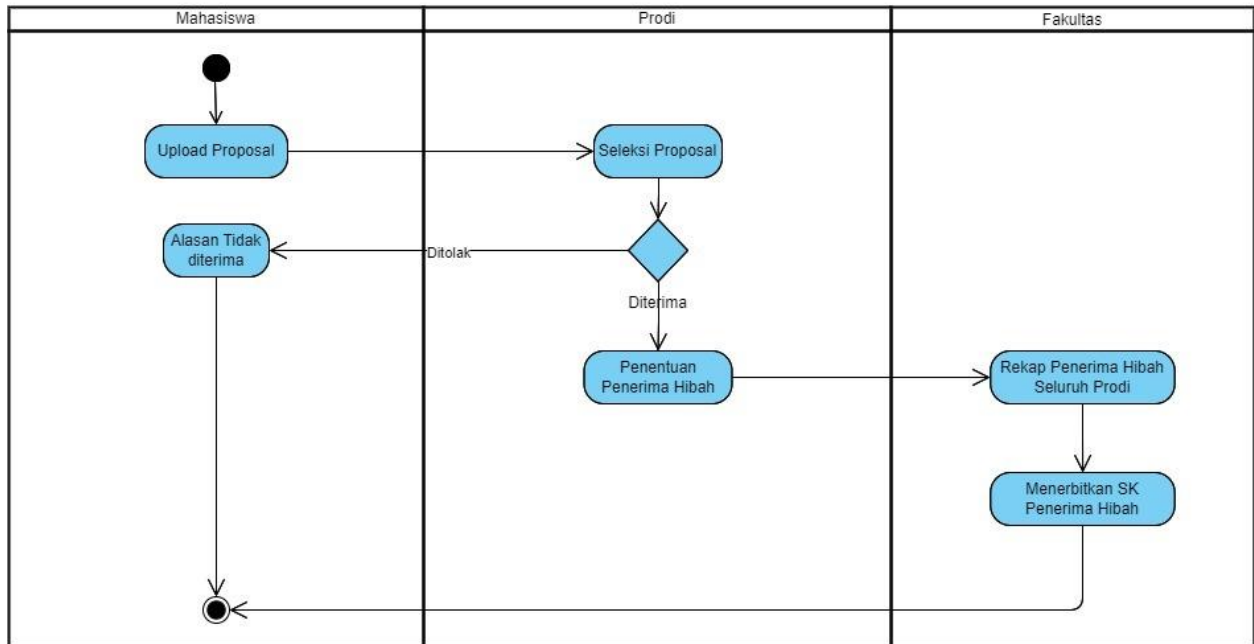 Mahasiswa
Prodi
Fakultas
Upload Proposal
Seleksi Proposal
Alasan Tidak
diterima
Ditolak
Diterima
Penentuan
Penerima Hibah
Rekap Penerima Hibah
Seluruh Prodi
Menerbitkan SK
Penerima Hibah